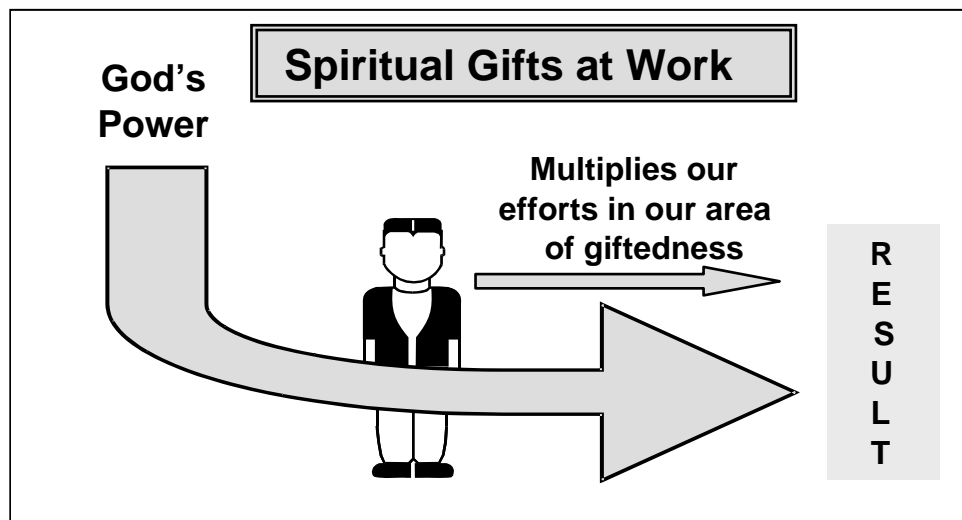 Spiritual Gifts at Work
God's
Power
Multiplies our
efforts in our area
of giftedness
R
E
S
U
L
T